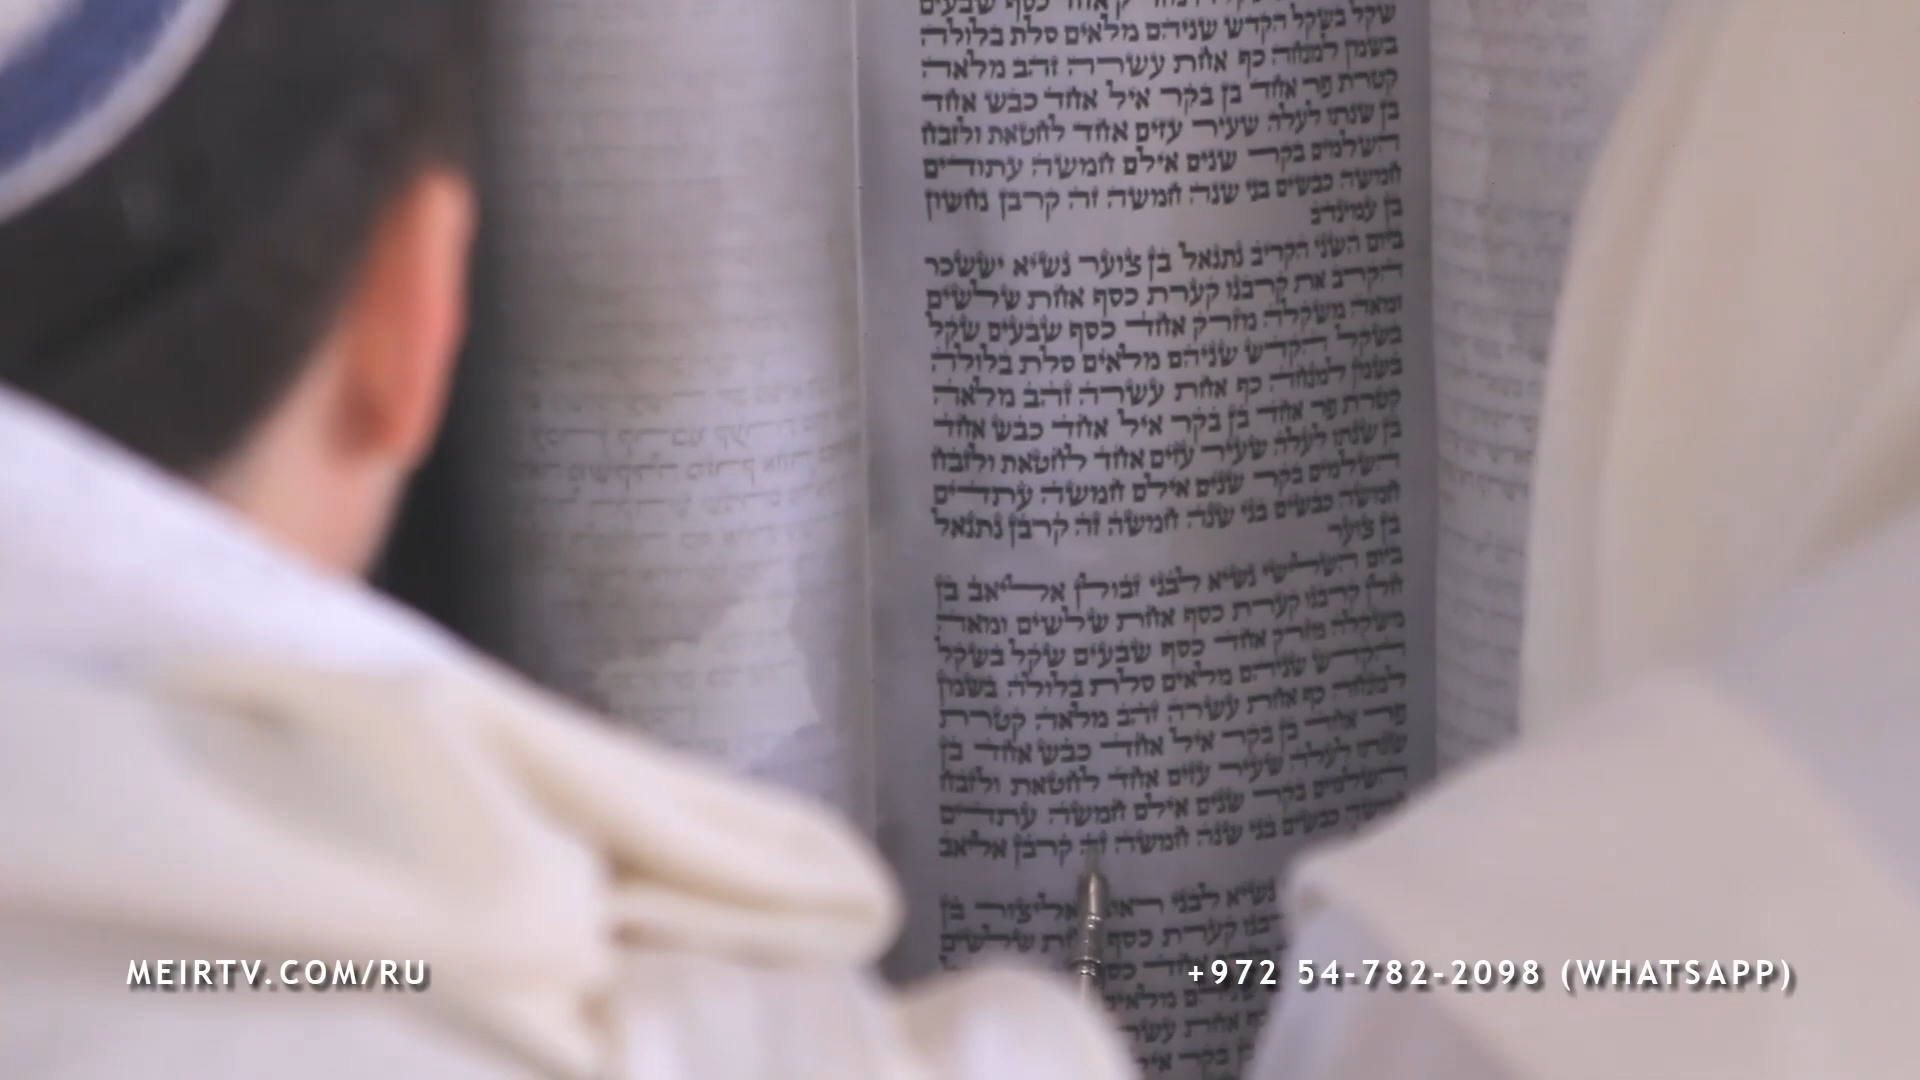 שקל בשקל הקדש שניהם מלאים סלת בלולה
בשמן למנחה כף אחת עשרה זהב מלאה
קטרת פר אחד בן בקר איל אחד כבש אחד
בן שנתו לעלה שעיר עזים אחד לחטאת ולזבח
השלמים בקר שנים אילם חמשה עתודים
חמשה כבשים בני שנה חמשה זה קרבן נחשון
בן עמינדב
ביום השני הקריב נתנאל בן צוער נשיא יששכר
הקרב את קרבנו קערת כסף אחת שלשים
ומאה משקלה מזרק אחד כסף שבעים שקל
בשקל הקדש שניהם מלאים סלת בלולה
בשמן למנחה כף אחת עשרה זהב מלאה
קטרת פר אחד בן בקר איל אחד כבש אחד
בן שנתו לעלה שעיר עזים אחד לחטאת ולזבח
השלמים בקר שנים אילם חמשה עתדים
חמשה כבשים בני שנה חמשה זה קרבן נתנאל
בן צוער
ביום השלישי נשיא לבני זבולן אליאב בן
חלן קרבנו קערת כסף אחת שלשים ומאה
משקלה מזרק אחד כסף שבעים שקל בשקל
הקדש שניהם מלאים סלת בלולה בשמן
למנחה כף אחת עשרה זהב מלאה קטרת
פר אחד בן בקר איל אחד כבש אחד בן
שנתו לעלה שעיר עזים אחד לחטאת ולזבח
השלמים בקר שנים אילם חמשה עתדים
חמשה כבשים בני שנה חמשה זה קרבן אליאב
נשיא לבני אליצור בן
קערת כסף שלשים
MEIRTV.COM/RU
+972 54-782-2098 (WHATSAPP)